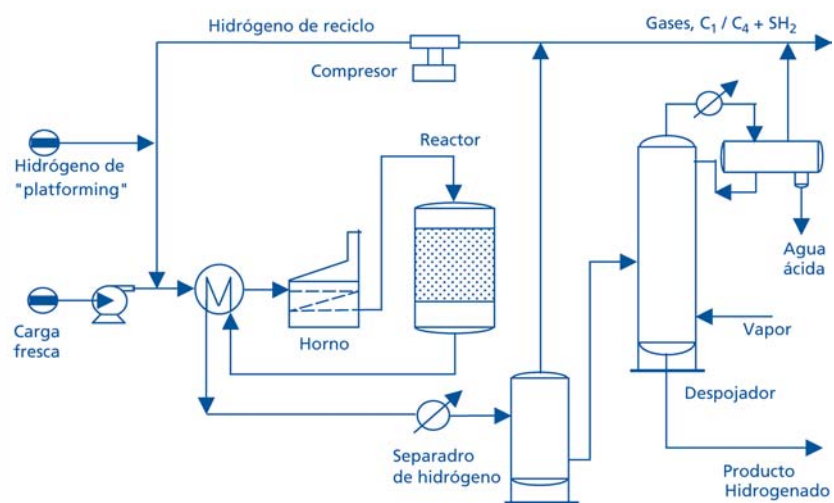 Hidrógeno de reciclo
Gases, C1 / C4 + SH2
Compresor
Reactor
Hidrógeno de
"platforming"
Agua
ácida
Carga
fresca
Horno
Vapor
Despojador
Separadro
de hidrógeno
Producto
Hidrogenado